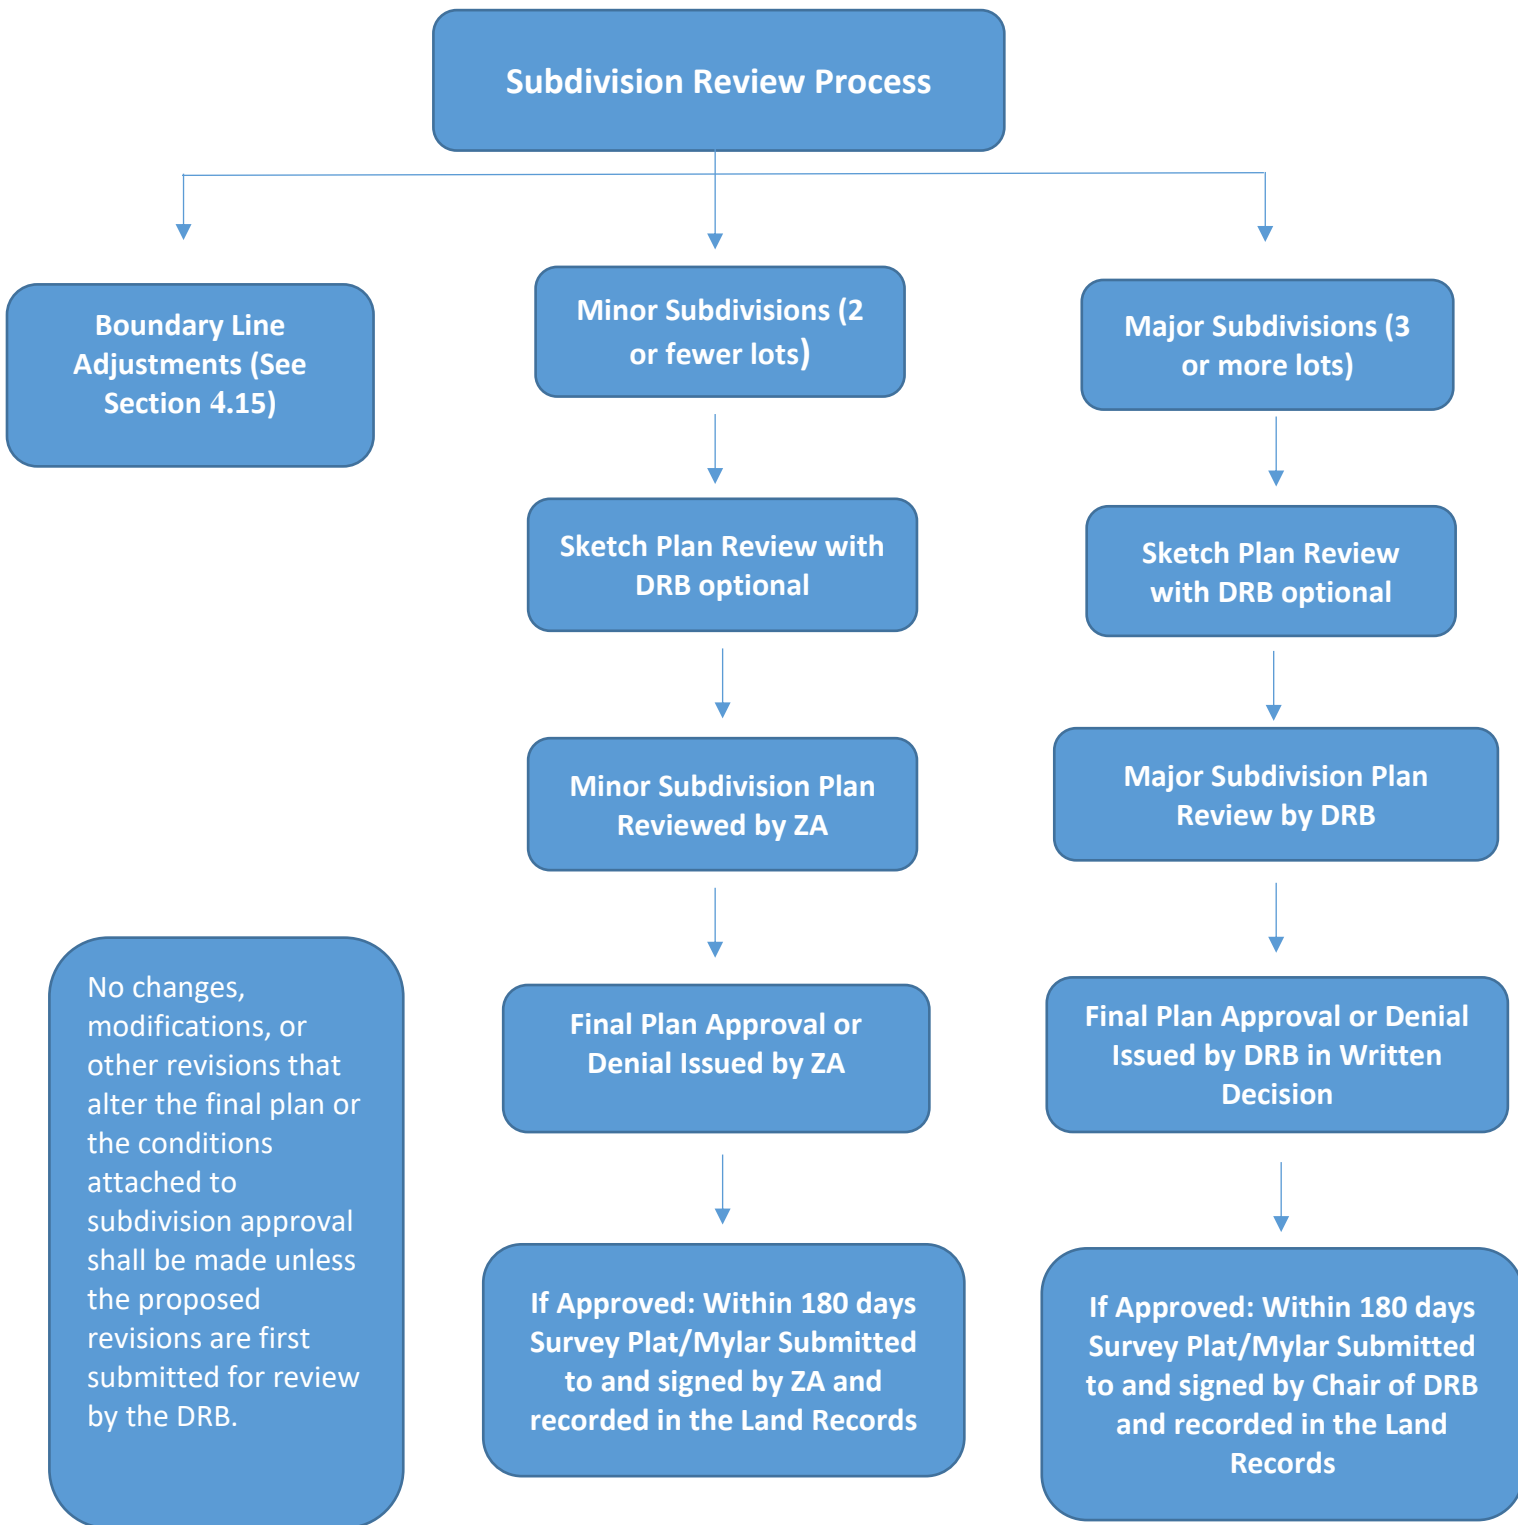 Subdivision Review Process
Boundary Line
Adjustments (See
Section 4.15)
Minor Subdivisions (2
or fewer lots)
Major Subdivisions (3
or more lots)
Sketch Plan Review with
DRB optional
Sketch Plan Review
with DRB optional
Minor Subdivision Plan
Reviewed by ZA
Major Subdivision Plan
Review by DRB
Final Plan Approval or
Denial Issued by ZA
Final Plan Approval or Denial
Issued by DRB in Written
Decision
No changes,
modifications, or
other revisions that
alter the final plan or
the conditions
attached to
subdivision approval
shall be made unless
the proposed
revisions are first
submitted for review
by the DRB.
If Approved: Within 180 days
Survey Plat/Mylar Submitted
to and signed by ZA and
recorded in the Land Records
If Approved: Within 180 days
Survey Plat/Mylar Submitted
to and signed by Chair of DRB
and recorded in the Land
Records